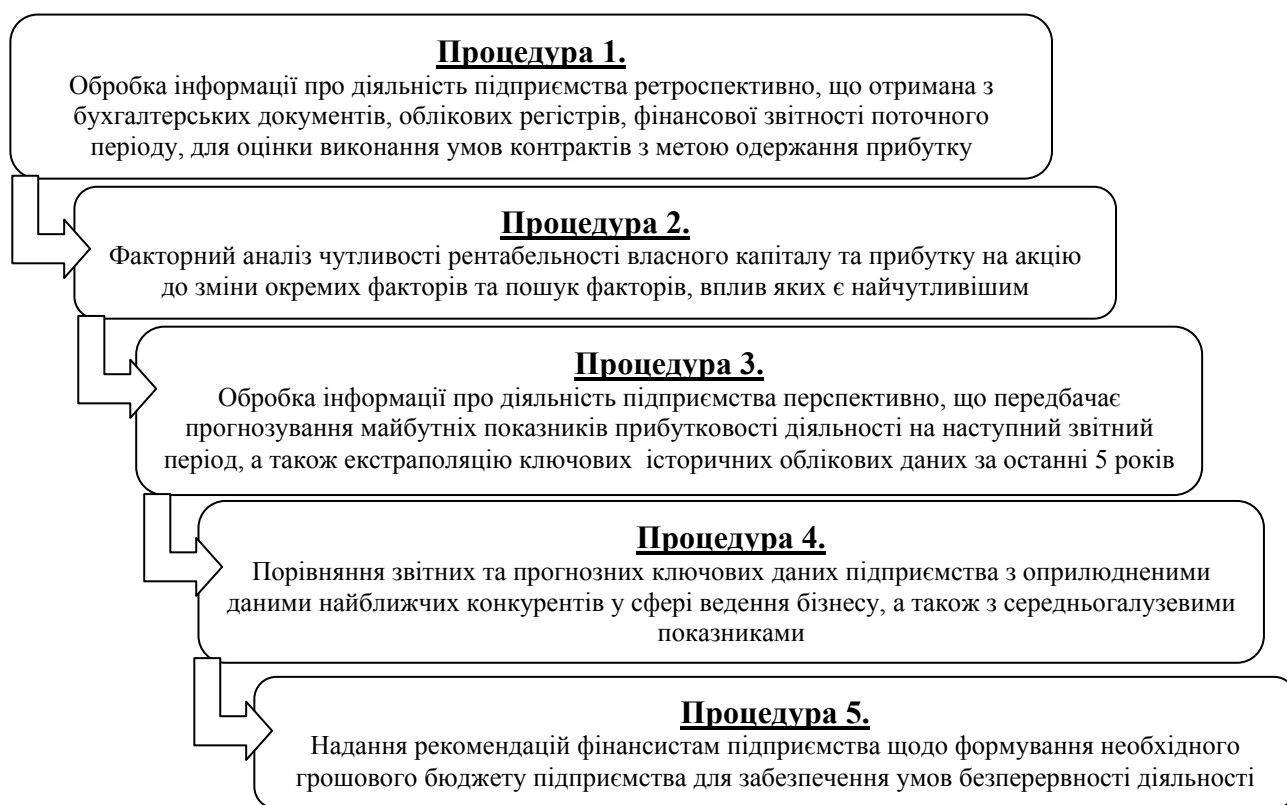 Процедура 1.
Обробка інформації про діяльність підприємства ретроспективно, що отримана з
бухгалтерських документів, облікових регістрів, фінансової звітності поточного
періоду, для оцінки виконання умов контрактів з метою одержання прибутку
Процедура 2.
Факторний аналіз чутливості рентабельності власного капіталу та прибутку на акцію
до зміни окремих факторів та пошук факторів, вплив яких є найчутливішим
Процедура 3.
Обробка інформації про діяльність підприємства перспективно, що передбачає
прогнозування майбутніх показників прибутковості діяльності на наступний звітний
період, а також екстраполяцію ключових історичних облікових даних за останні 5 років
Процедура 4.
Порівняння звітних та прогнозних ключових даних підприємства з оприлюдненими
даними найближчих конкурентів у сфері ведення бізнесу, а також з середньогалузевими
показниками
Процедура 5.
Надання рекомендацій фінансистам підприємства щодо формування необхідного
грошового бюджету підприємства для забезпечення умов безперервності діяльності